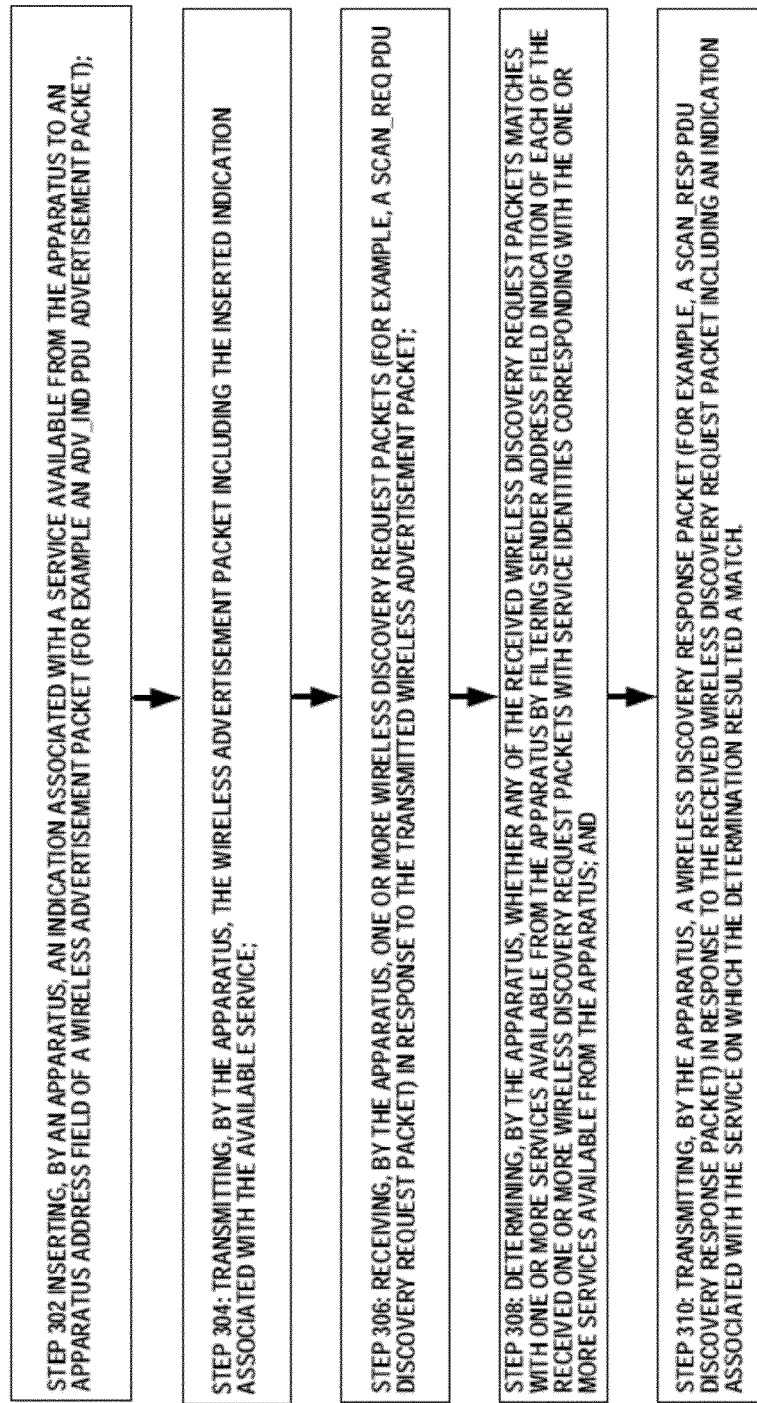 STEP 302 INSERTING, BY AN APPARATUS, AN INDICATION ASSOCIATED WITH A SERVICE AVAILABLE FROM THE APPARATUS TO AN
APPARATUS ADDRESS FIELD OF A WIRELESS ADVERTISEMENT PACKET (FOR EXAMPLE AN ADV_IND PDU ADVERTISEMENT PACKET);
STEP 304: TRANSMITTING, BY THE APPARATUS, THE WIRELESS ADVERTISEMENT PACKET INCLUDING THE INSERTED INDICATION
ASSOCIATED WITH THE AVAILABLE SERVICE;
STEP 306: RECEIVING, BY THE APPARATUS, ONE OR MORE WIRELESS DISCOVERY REQUEST PACKETS (FOR EXAMPLE, A SCAN_REQ PDU
DISCOVERY REQUEST PACKET) IN RESPONSE TO THE TRANSMITTED WIRELESS ADVERTISEMENT PACKET;
STEP 308: DETERMINING, BY THE APPARATUS, WHETHER ANY OF THE RECEIVED WIRELESS DISCOVERY REQUEST PACKETS MATCHES
WITH ONE OR MORE SERVICES AVAILABLE FROM THE APPARATUS BY FILTERING SENDER ADDRESS FIELD INDICATION OF EACH OF THE
RECEIVED ONE OR MORE WIRELESS DISCOVERY REQUEST PACKETS WITH SERVICE IDENTITIES CORRESPONDING WITH THE ONE OR
MORE SERVICES AVAILABLE FROM THE APPARATUS; AND
STEP 310: TRANSMITTING, BY THE APPARATUS, A WIRELESS DISCOVERY RESPONSE PACKET (FOR EXAMPLE, A SCAN_RESP PDU
DISCOVERY RESPONSE PACKET) IN RESPONSE TO THE RECEIVED WIRELESS DISCOVERY REQUEST PACKET INCLUDING AN INDICATION
ASSOCIATED WITH THE SERVICE ON WHICH THE DETERMINATION RESULTED A MATCH.